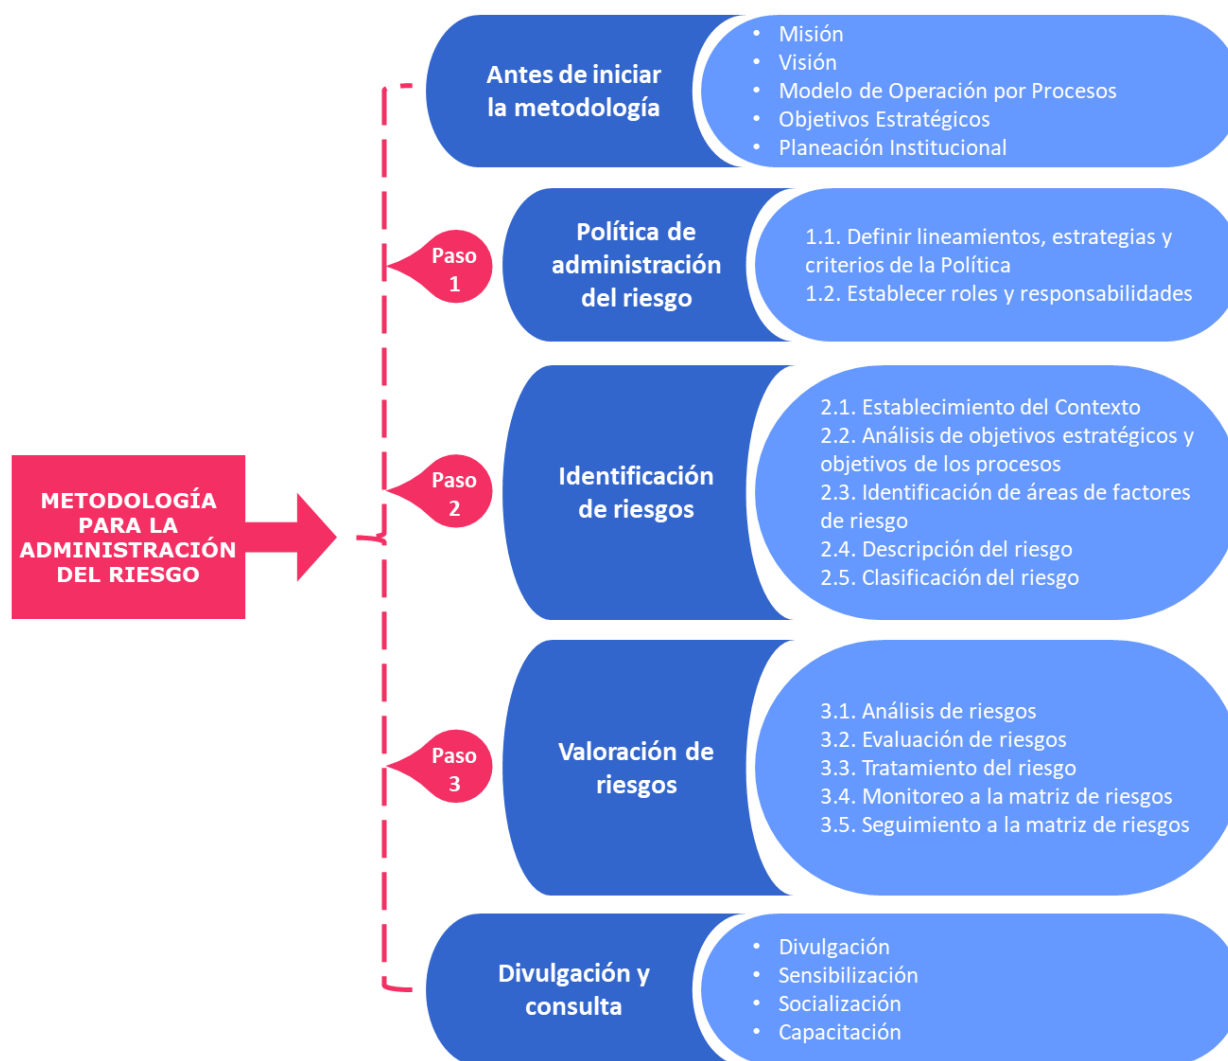 METODOLOGÍA
PARA LA
ADMINISTRACIÓN
DEL RIESGO
Antes de iniciar
la metodología
• Misión
• Visión
• Modelo de Operación por Procesos
• Objetivos Estratégicos
• Planeación Institucional
Paso
1
Política de
administración
del riesgo
1.1. Definir lineamientos, estrategias y
criterios de la Política
1.2. Establecer roles y responsabilidades
Paso
2
Identificación
de riesgos
2.1. Establecimiento del Contexto
2.2. Análisis de objetivos estratégicos y
objetivos de los procesos
2.3. Identificación de áreas de factores
de riesgo
2.4. Descripción del riesgo
2.5. Clasificación del riesgo
Paso
3
Valoración de
riesgos
3.1. Análisis de riesgos
3.2. Evaluación de riesgos
3.3. Tratamiento del riesgo
3.4. Monitoreo a la matriz de riesgos
3.5. Seguimiento a la matriz de riesgos
Divulgación y
consulta
• Divulgación
• Sensibilización
• Socialización
• Capacitación